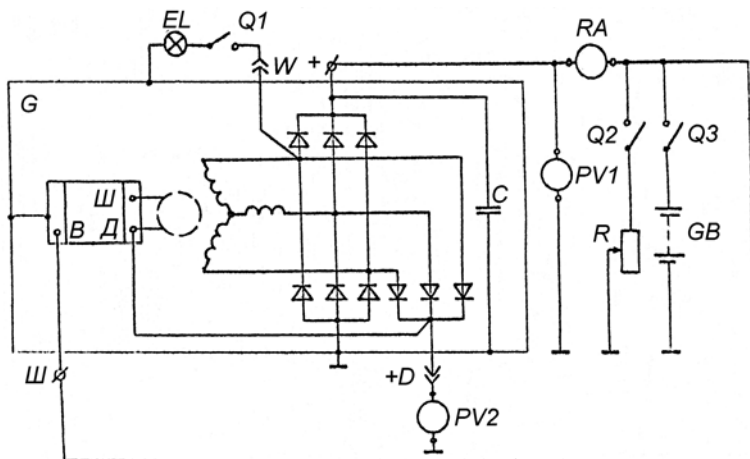 EL
Q1
RA
W
+
G
Q2
Q3
PV1
Ш
C
В
Д
R
GB
Ш
+D
PV2